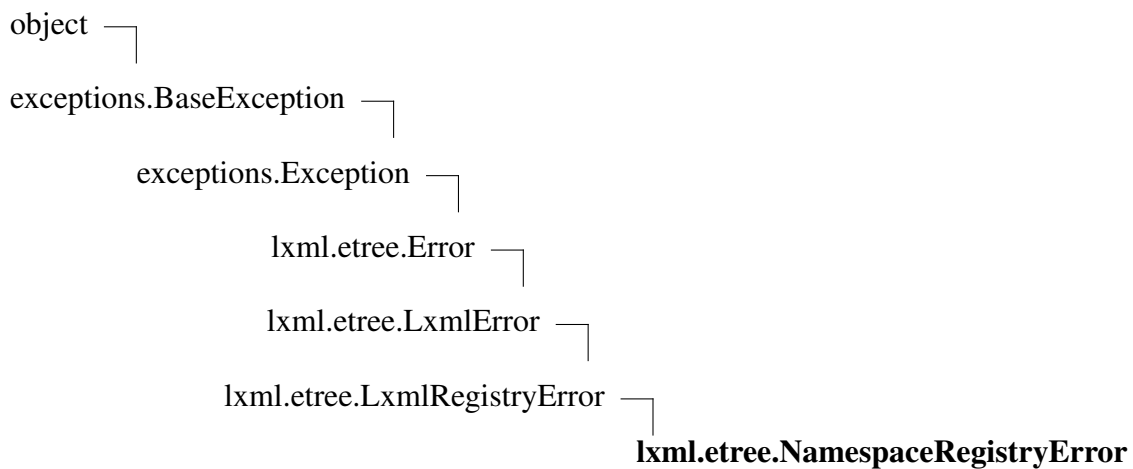 object
exceptions.BaseException
exceptions.Exception
lxml.etree.Error
lxml.etree.LxmlError
lxml.etree.LxmlRegistryError
lxml.etree.NamespaceRegistryError